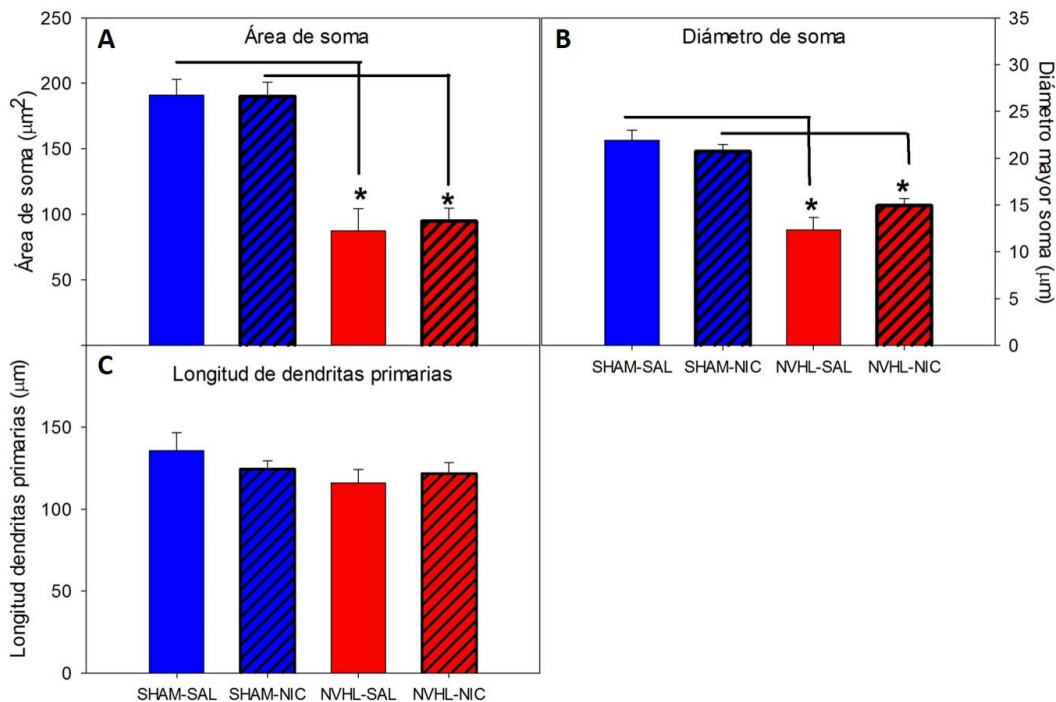 A
Área de soma
Área de soma (μm²)
250
200
150
100
50
*
*
B
Diámetro de soma
Diámetro mayor soma (μm)
35
30
25
20
15
10
5
0
*
*
SHAM-SAL
SHAM-NIC
NVHL-SAL
NVHL-NIC
C
Longitud de dendritas primarias
Longitud dendritas primarias (μm)
150
100
50
0
SHAM-SAL
SHAM-NIC
NVHL-SAL
NVHL-NIC